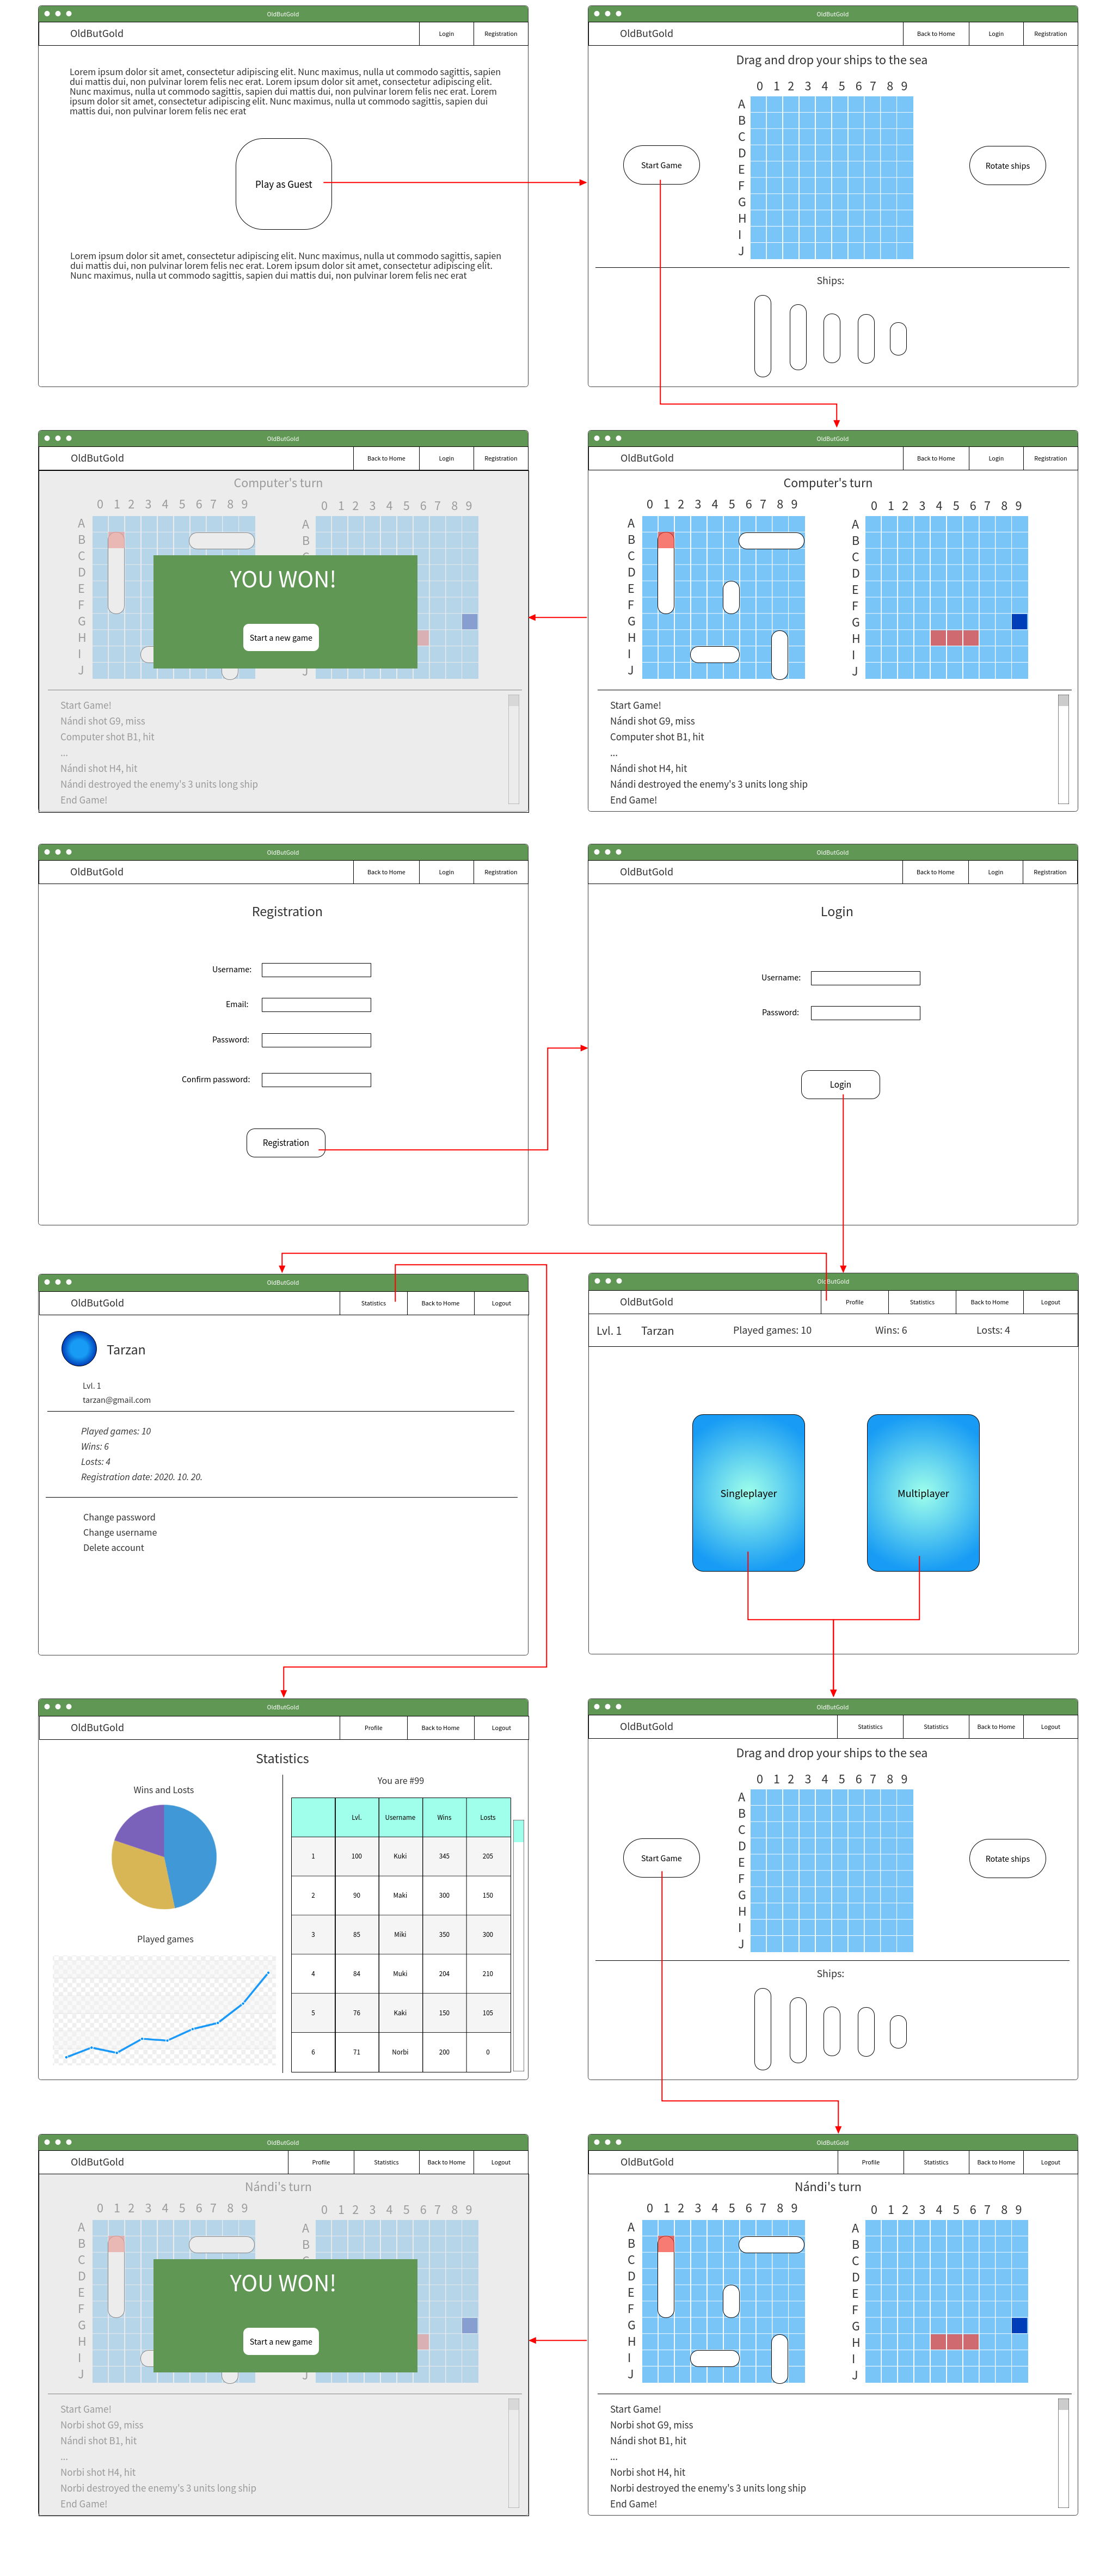 OldButGold
OldButGold
Login
Registration
Lorem ipsum dolor sit amet, consectetur adipiscing elit. Nunc maximus, nulla ut commodo sagittis, sapien
dui mattis dui, non pulvinar lorem felis nec erat. Lorem ipsum dolor sit amet, consectetur adipiscing elit.
Nunc maximus, nulla ut commodo sagittis, sapien dui mattis dui, non pulvinar lorem felis nec erat. Lorem
ipsum dolor sit amet, consectetur adipiscing elit. Nunc maximus, nulla ut commodo sagittis, sapien dui
mattis dui, non pulvinar lorem felis nec erat
Play as Guest
Lorem ipsum dolor sit amet, consectetur adipiscing elit. Nunc maximus, nulla ut commodo sagittis, sapien
dui mattis dui, non pulvinar lorem felis nec erat. Lorem ipsum dolor sit amet, consectetur adipiscing elit.
Nunc maximus, nulla ut commodo sagittis, sapien dui mattis dui, non pulvinar lorem felis nec erat
OldButGold
OldButGold
Back to Home
Login
Registration
Drag and drop your ships to the sea
0 1 2 3 4 5 6 7 8 9
A
B
C
D
E
F
G
H
I
J
Start Game
Rotate ships
Ships:
OldButGold
OldButGold
Back to Home
Login
Registration
Computer's turn
0 1 2 3 4 5 6 7 8 9
A
B
C
D
E
F
G
H
I
J
0 1 2 3 4 5 6 7 8 9
A
B
C
J
YOU WON!
Start a new game
Start Game!
Nándi shot G9, miss
Computer shot B1, hit
...
Nándi shot H4, hit
Nándi destroyed the enemy's 3 units long ship
End Game!
OldButGold
OldButGold
Back to Home
Login
Registration
Computer's turn
0 1 2 3 4 5 6 7 8 9
A
B
C
D
E
F
G
H
I
J
0 1 2 3 4 5 6 7 8 9
A
B
C
D
E
F
G
H
I
J
Start Game!
Nándi shot G9, miss
Computer shot B1, hit
...
Nándi shot H4, hit
Nándi destroyed the enemy's 3 units long ship
End Game!
OldButGold
OldButGold
Back to Home
Login
Registration
Registration
Username:
Email:
Password:
Confirm password:
Registration
OldButGold
OldButGold
Back to Home
Login
Registration
Login
Username:
Password:
Login
OldButGold
OldButGold
Statistics
Back to Home
Logout
Tarzan
Lvl. 1
tarzan@gmail.com
Played games: 10
Wins: 6
Losts: 4
Registration date: 2020. 10. 20.
Change password
Change username
Delete account
OldButGold
OldButGold
Profile
Statistics
Back to Home
Logout
Lvl. 1 Tarzan Played games: 10 Wins: 6 Losts: 4
Singleplayer
Multiplayer
OldButGold
OldButGold
Profile
Back to Home
Logout
Statistics
Wins and Losts
Played games
You are #99
Lvl. Username Wins Losts
1 100 Kuki 345 205
2 90 Maki 300 150
3 85 Miki 350 300
4 84 Muki 204 210
5 76 Kaki 150 105
6 71 Norbi 200 0
OldButGold
OldButGold
Statistics
Statistics
Back to Home
Logout
Drag and drop your ships to the sea
0 1 2 3 4 5 6 7 8 9
A
B
C
D
E
F
G
H
I
J
Start Game
Rotate ships
Ships:
OldButGold
OldButGold
Profile
Statistics
Back to Home
Logout
Nándi's turn
0 1 2 3 4 5 6 7 8 9
A
B
C
D
E
F
G
H
I
J
0 1 2 3 4 5 6 7 8 9
A
B
C
J
YOU WON!
Start a new game
Start Game!
Norbi shot G9, miss
Nándi shot B1, hit
...
Norbi shot H4, hit
Norbi destroyed the enemy's 3 units long ship
End Game!
OldButGold
OldButGold
Profile
Statistics
Back to Home
Logout
Nándi's turn
0 1 2 3 4 5 6 7 8 9
A
B
C
D
E
F
G
H
I
J
0 1 2 3 4 5 6 7 8 9
A
B
C
D
E
F
G
H
I
J
Start Game!
Norbi shot G9, miss
Nándi shot B1, hit
...
Norbi shot H4, hit
Norbi destroyed the enemy's 3 units long ship
End Game!